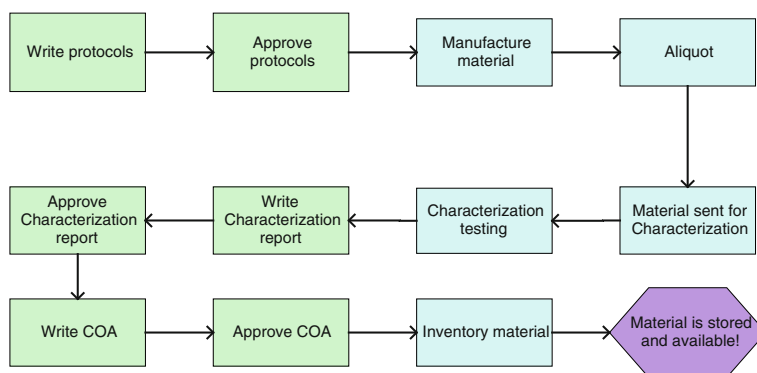 Write protocols
Approve
protocols
Manufacture
material
Aliquot
Approve
Characterization
report
Write
Characterization
report
Characterization
testing
Material sent for
Characterization
Write COA
Approve COA
Inventory material
Material is stored
and available!